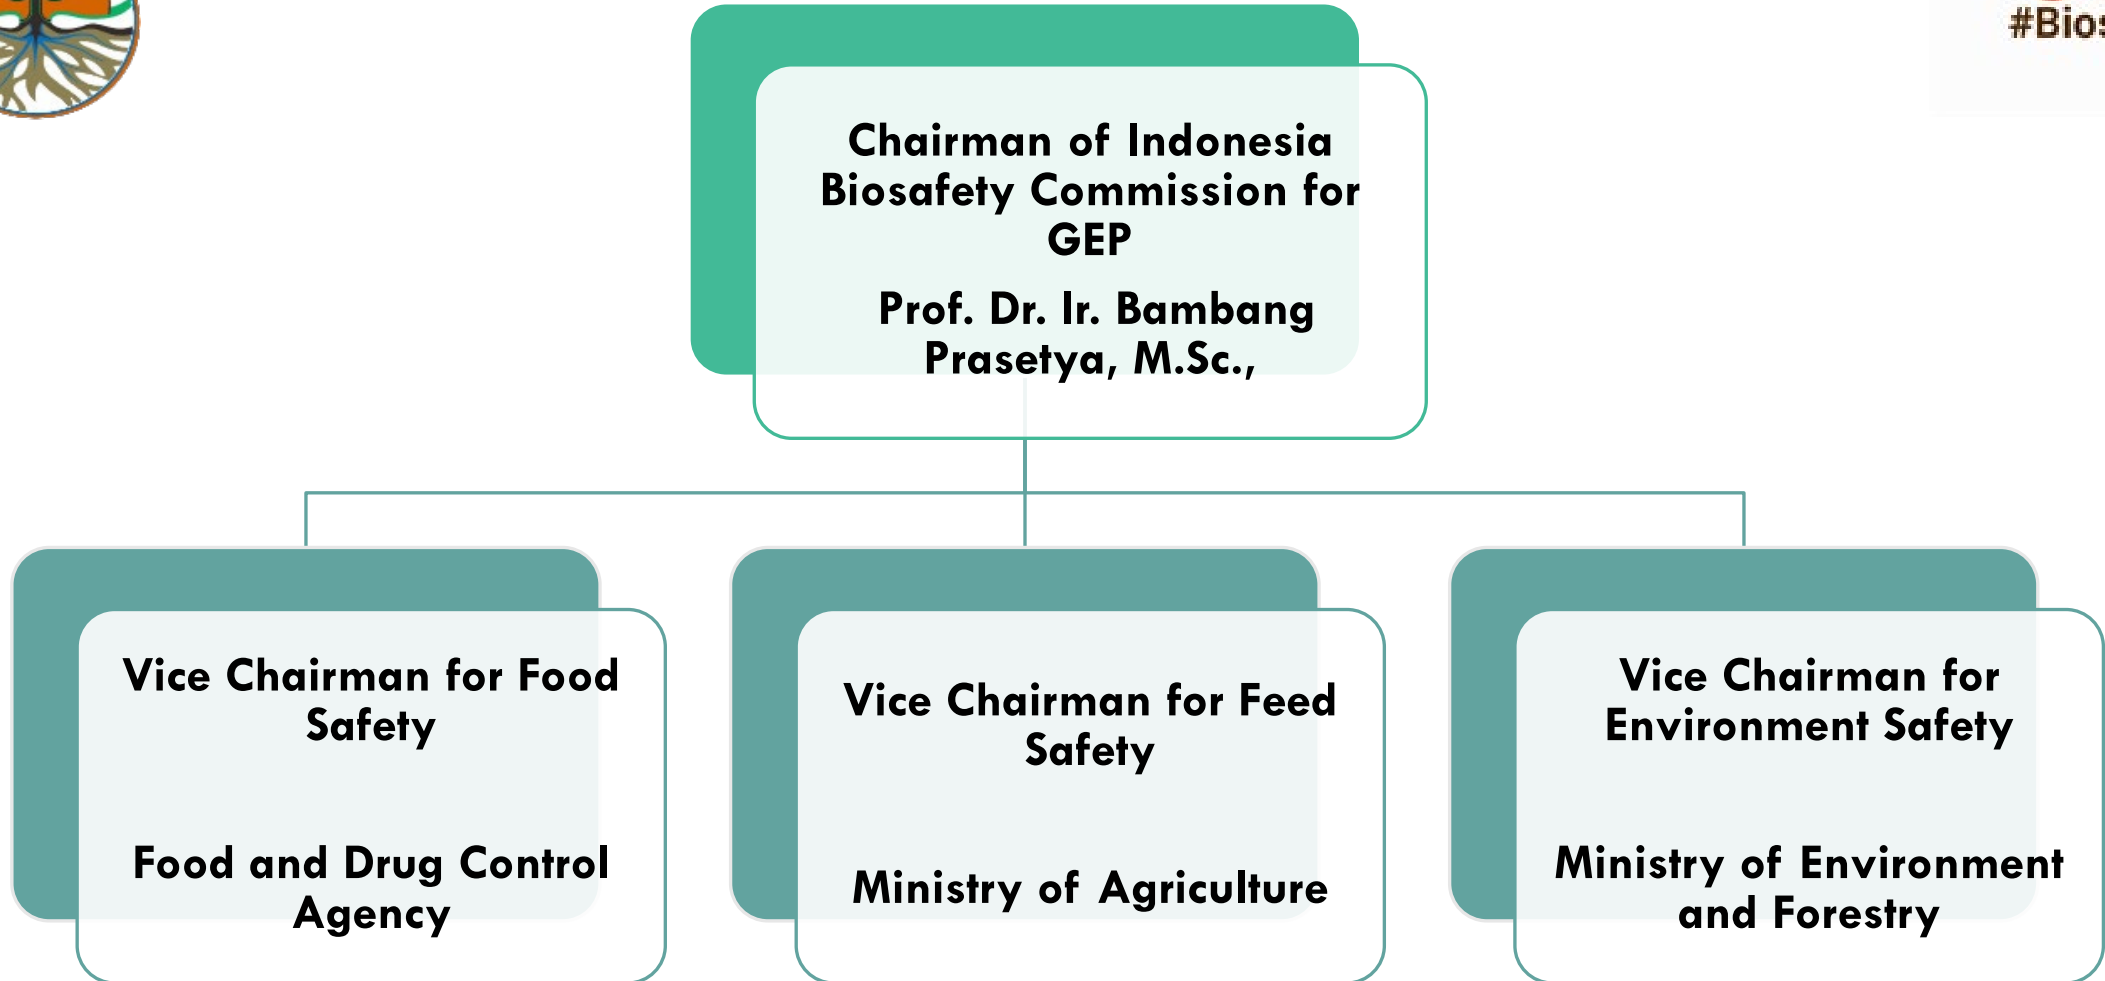 #Bios
Chairman of Indonesia
Biosafety Commission for
GEP
Prof. Dr. Ir. Bambang
Prasetya, M.Sc.,
Vice Chairman for Food
Safety
Food and Drug Control
Agency
Vice Chairman for Feed
Safety
Ministry of Agriculture
Vice Chairman for
Environment Safety
Ministry of Environment
and Forestry